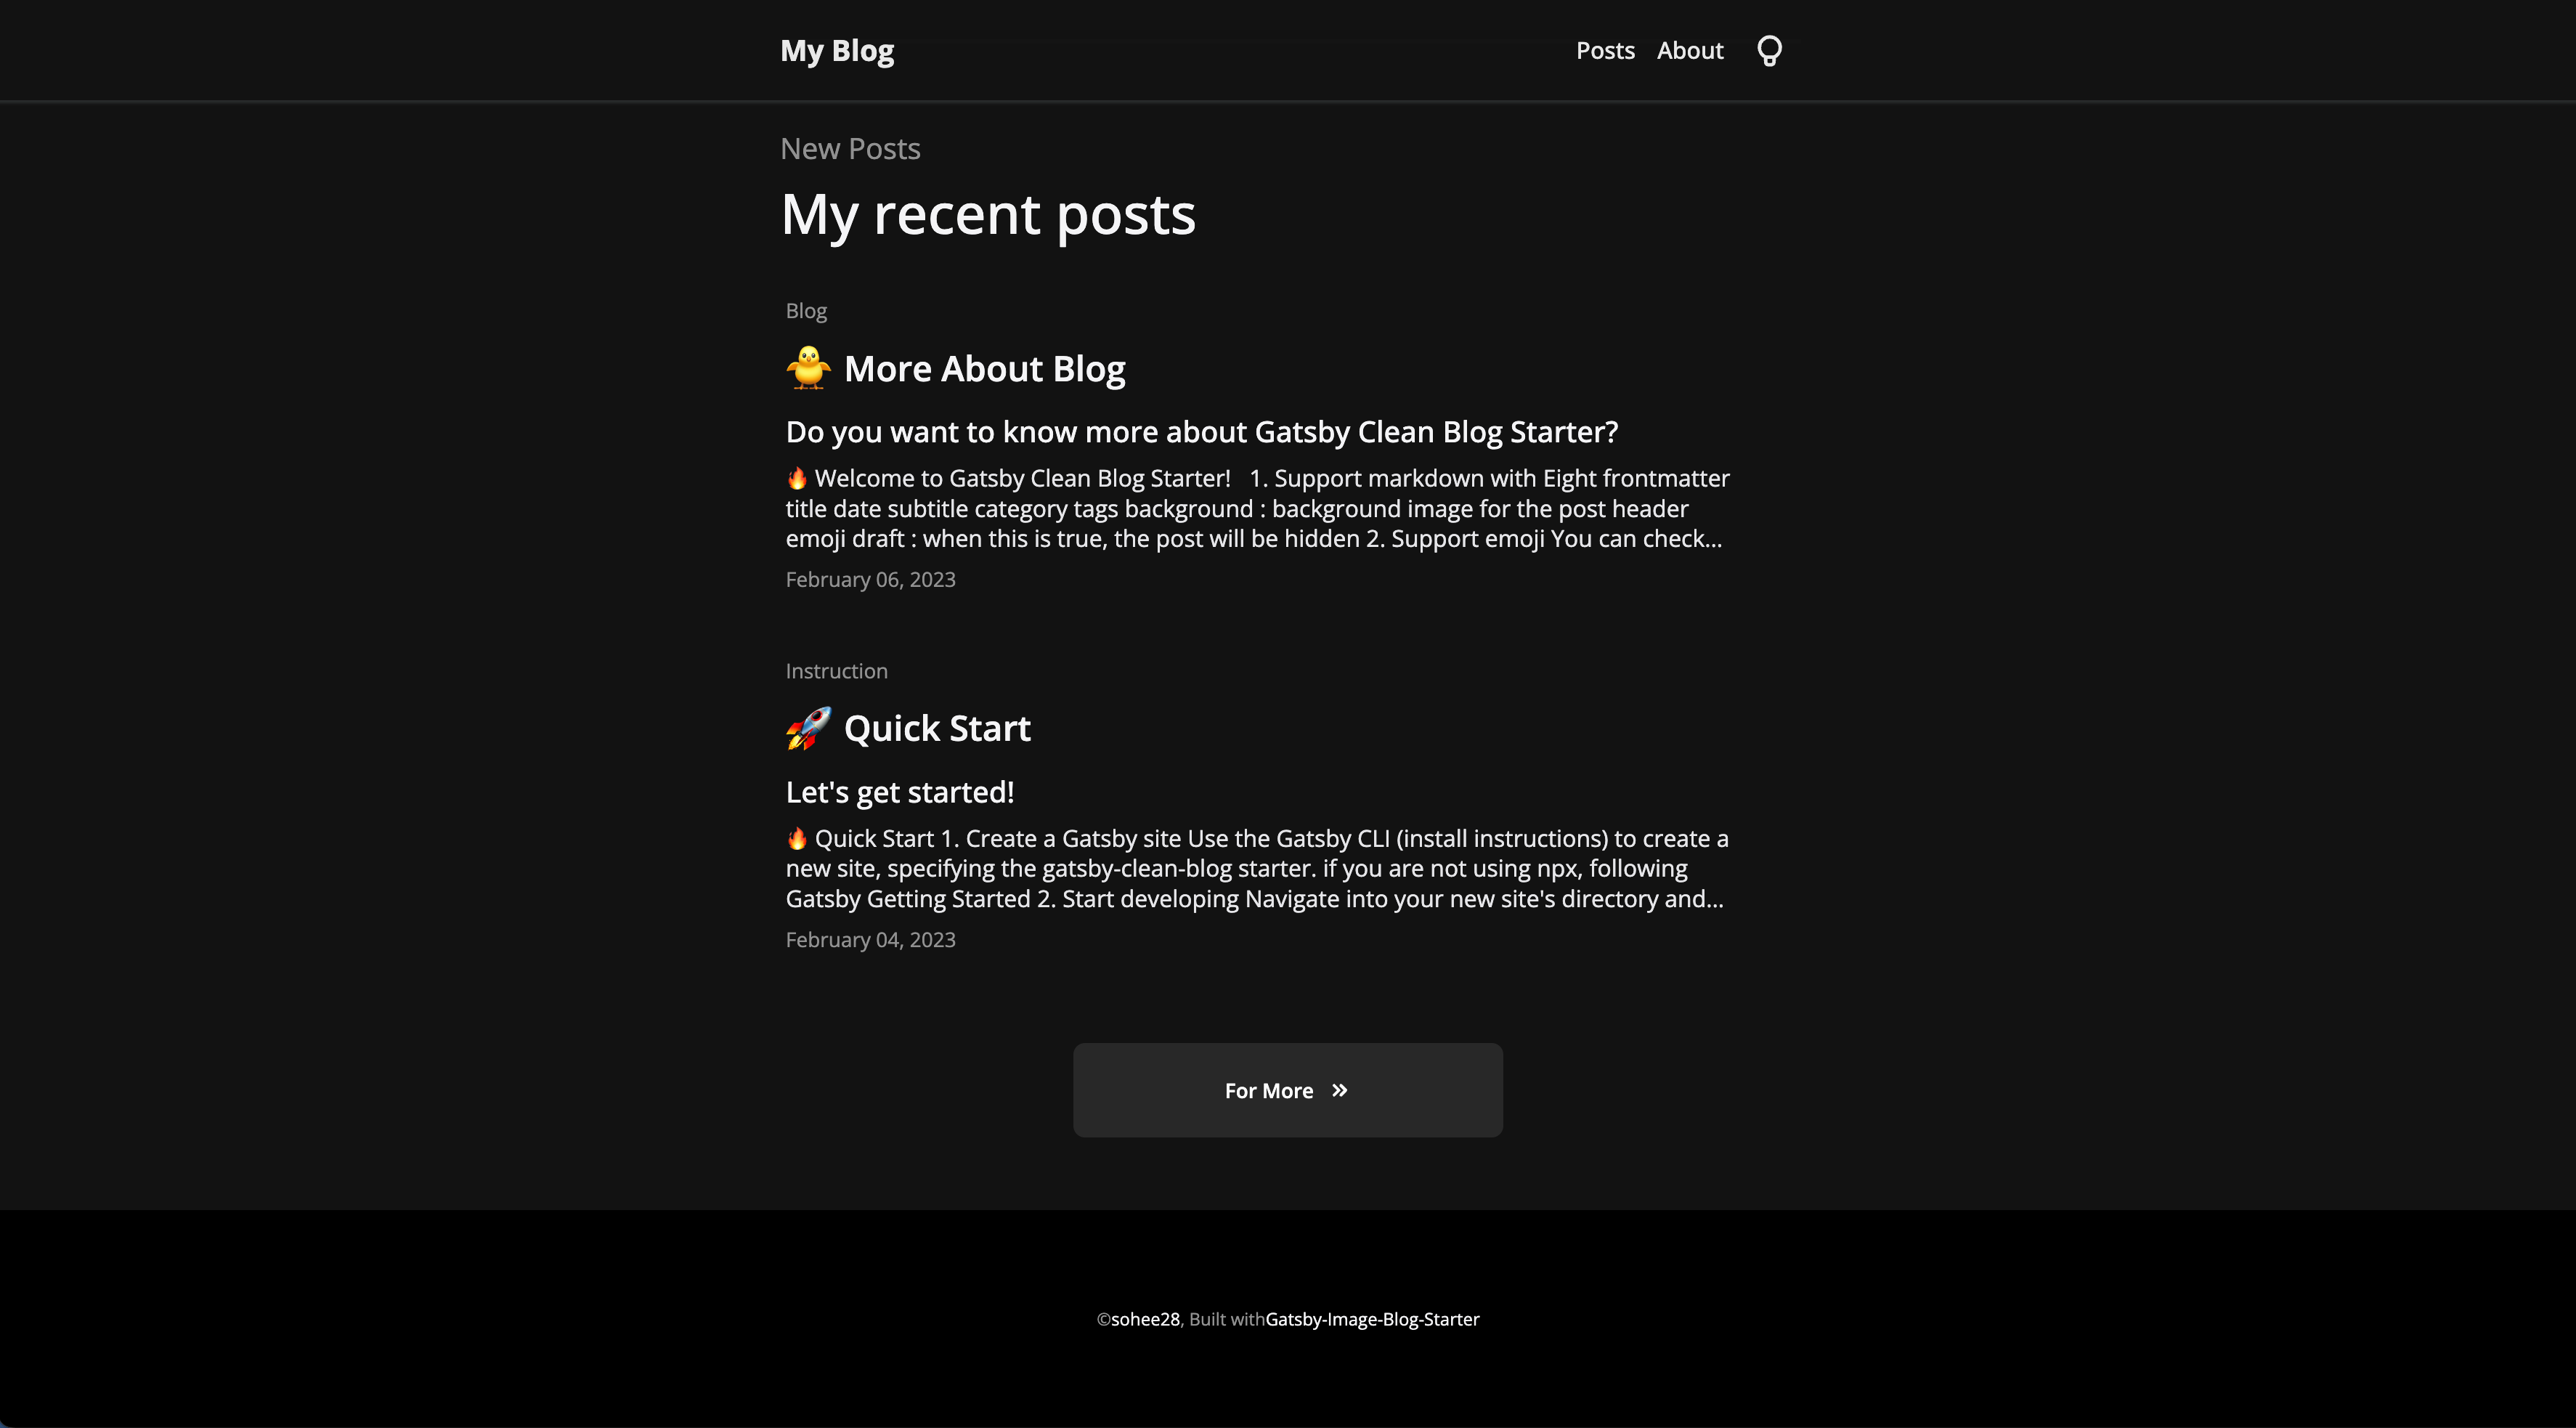 My Blog
Posts About
New Posts
My recent posts
Blog
🐥 More About Blog
Do you want to know more about Gatsby Clean Blog Starter?
🔥 Welcome to Gatsby Clean Blog Starter!   1. Support markdown with Eight frontmatter
title date subtitle category tags background : background image for the post header
emoji draft : when this is true, the post will be hidden 2. Support emoji You can check...
February 06, 2023
Instruction
🚀 Quick Start
Let's get started!
🔥 Quick Start 1. Create a Gatsby site Use the Gatsby CLI (install instructions) to create a
new site, specifying the gatsby-clean-blog starter. if you are not using npx, following
Gatsby Getting Started 2. Start developing Navigate into your new site's directory and...
February 04, 2023
For More »
©sohee28, Built withGatsby-Image-Blog-Starter